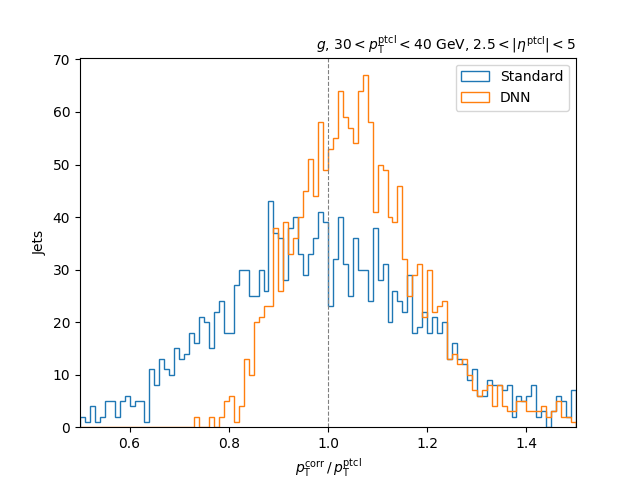 g, 30 < p_T^ptcl < 40 GeV, 2.5 < |η^ptcl| < 5
70
60
50
40
30
20
10
0
Jets
Standard
DNN
0.6 0.8 1.0 1.2 1.4
p_T^corr / p_T^ptcl